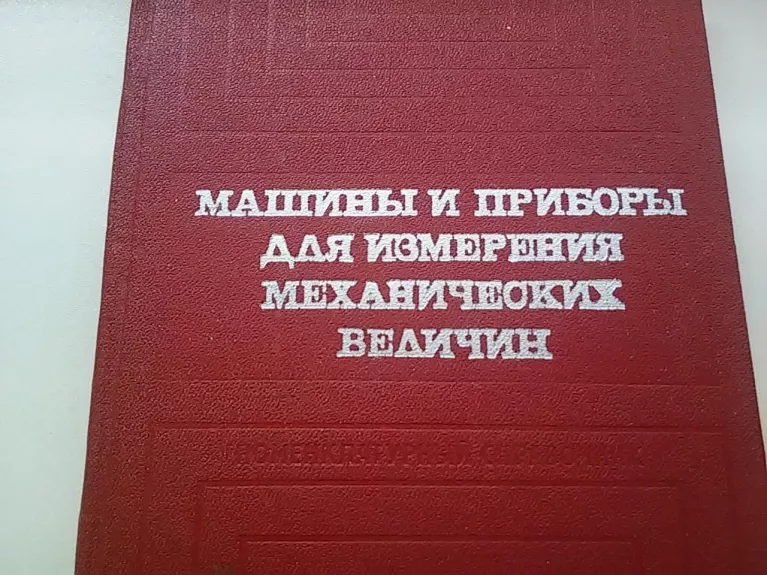 МАШИНЫ И ПРИБОРЫ
ДЛЯ ИЗМЕРЕНИЯ
МЕХАНИЧЕСКИХ
ВЕЛИЧИН
НОМЕНКЛАТУРНЫЙ СПРАВОЧНИК